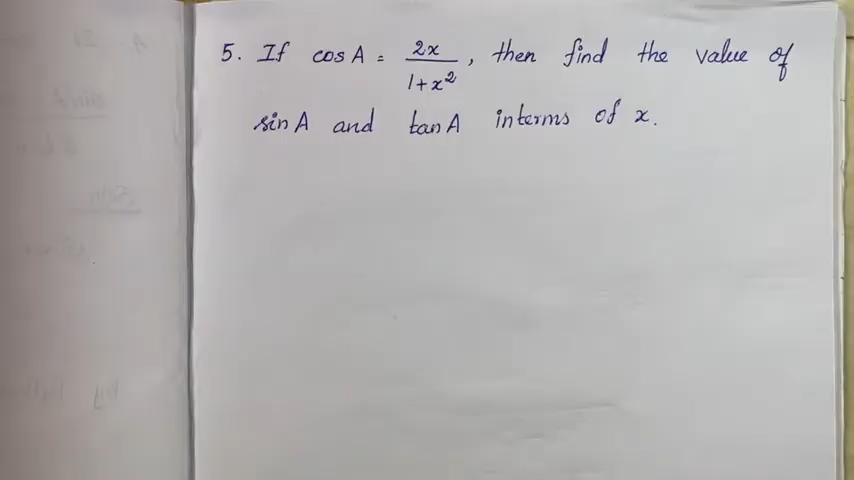 5. If cos A = 2x / 1+x², then find the value of
sin A and tan A interms of x.